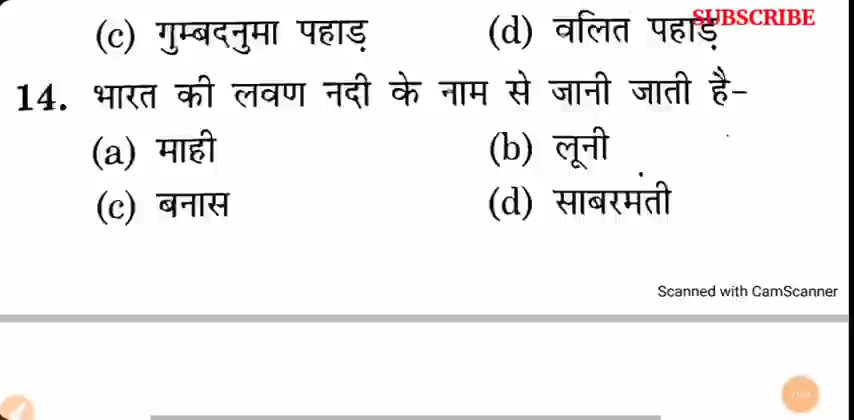 (c) गुम्बदनुमा पहाड़ (d) वलित पहाड़
SUBSCRIBE
14. भारत की लवण नदी के नाम से जानी जाती है-
(a) माही (b) लूनी
(c) बनास (d) साबरमती
Scanned with CamScanner